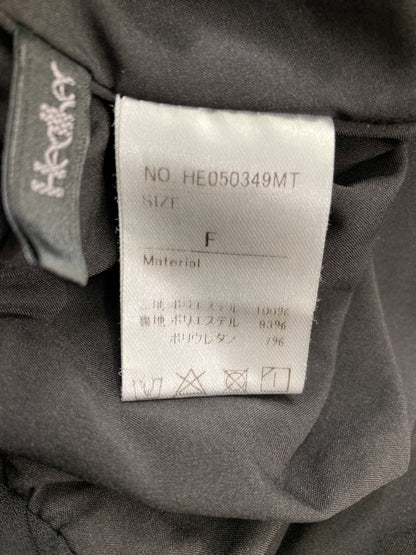 Heather
NO. HE050349MT
SIZE
F
Material
地 ポリエステル 100%
裏地 ポリエステル 93%
ポリウレタン 7%